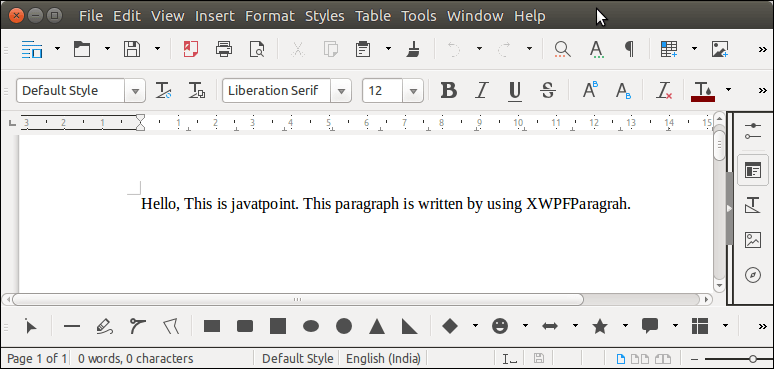 File Edit View Insert Format Styles Table Tools Window Help
Default Style Liberation Serif 12
3 2 1 1 2 3 4 5 6 7 8 9 10 11 12 13 14 15
Hello, This is javatpoint. This paragraph is written by using XWPFParagrah.
Page 1 of 1 0 words, 0 characters Default Style English (India)